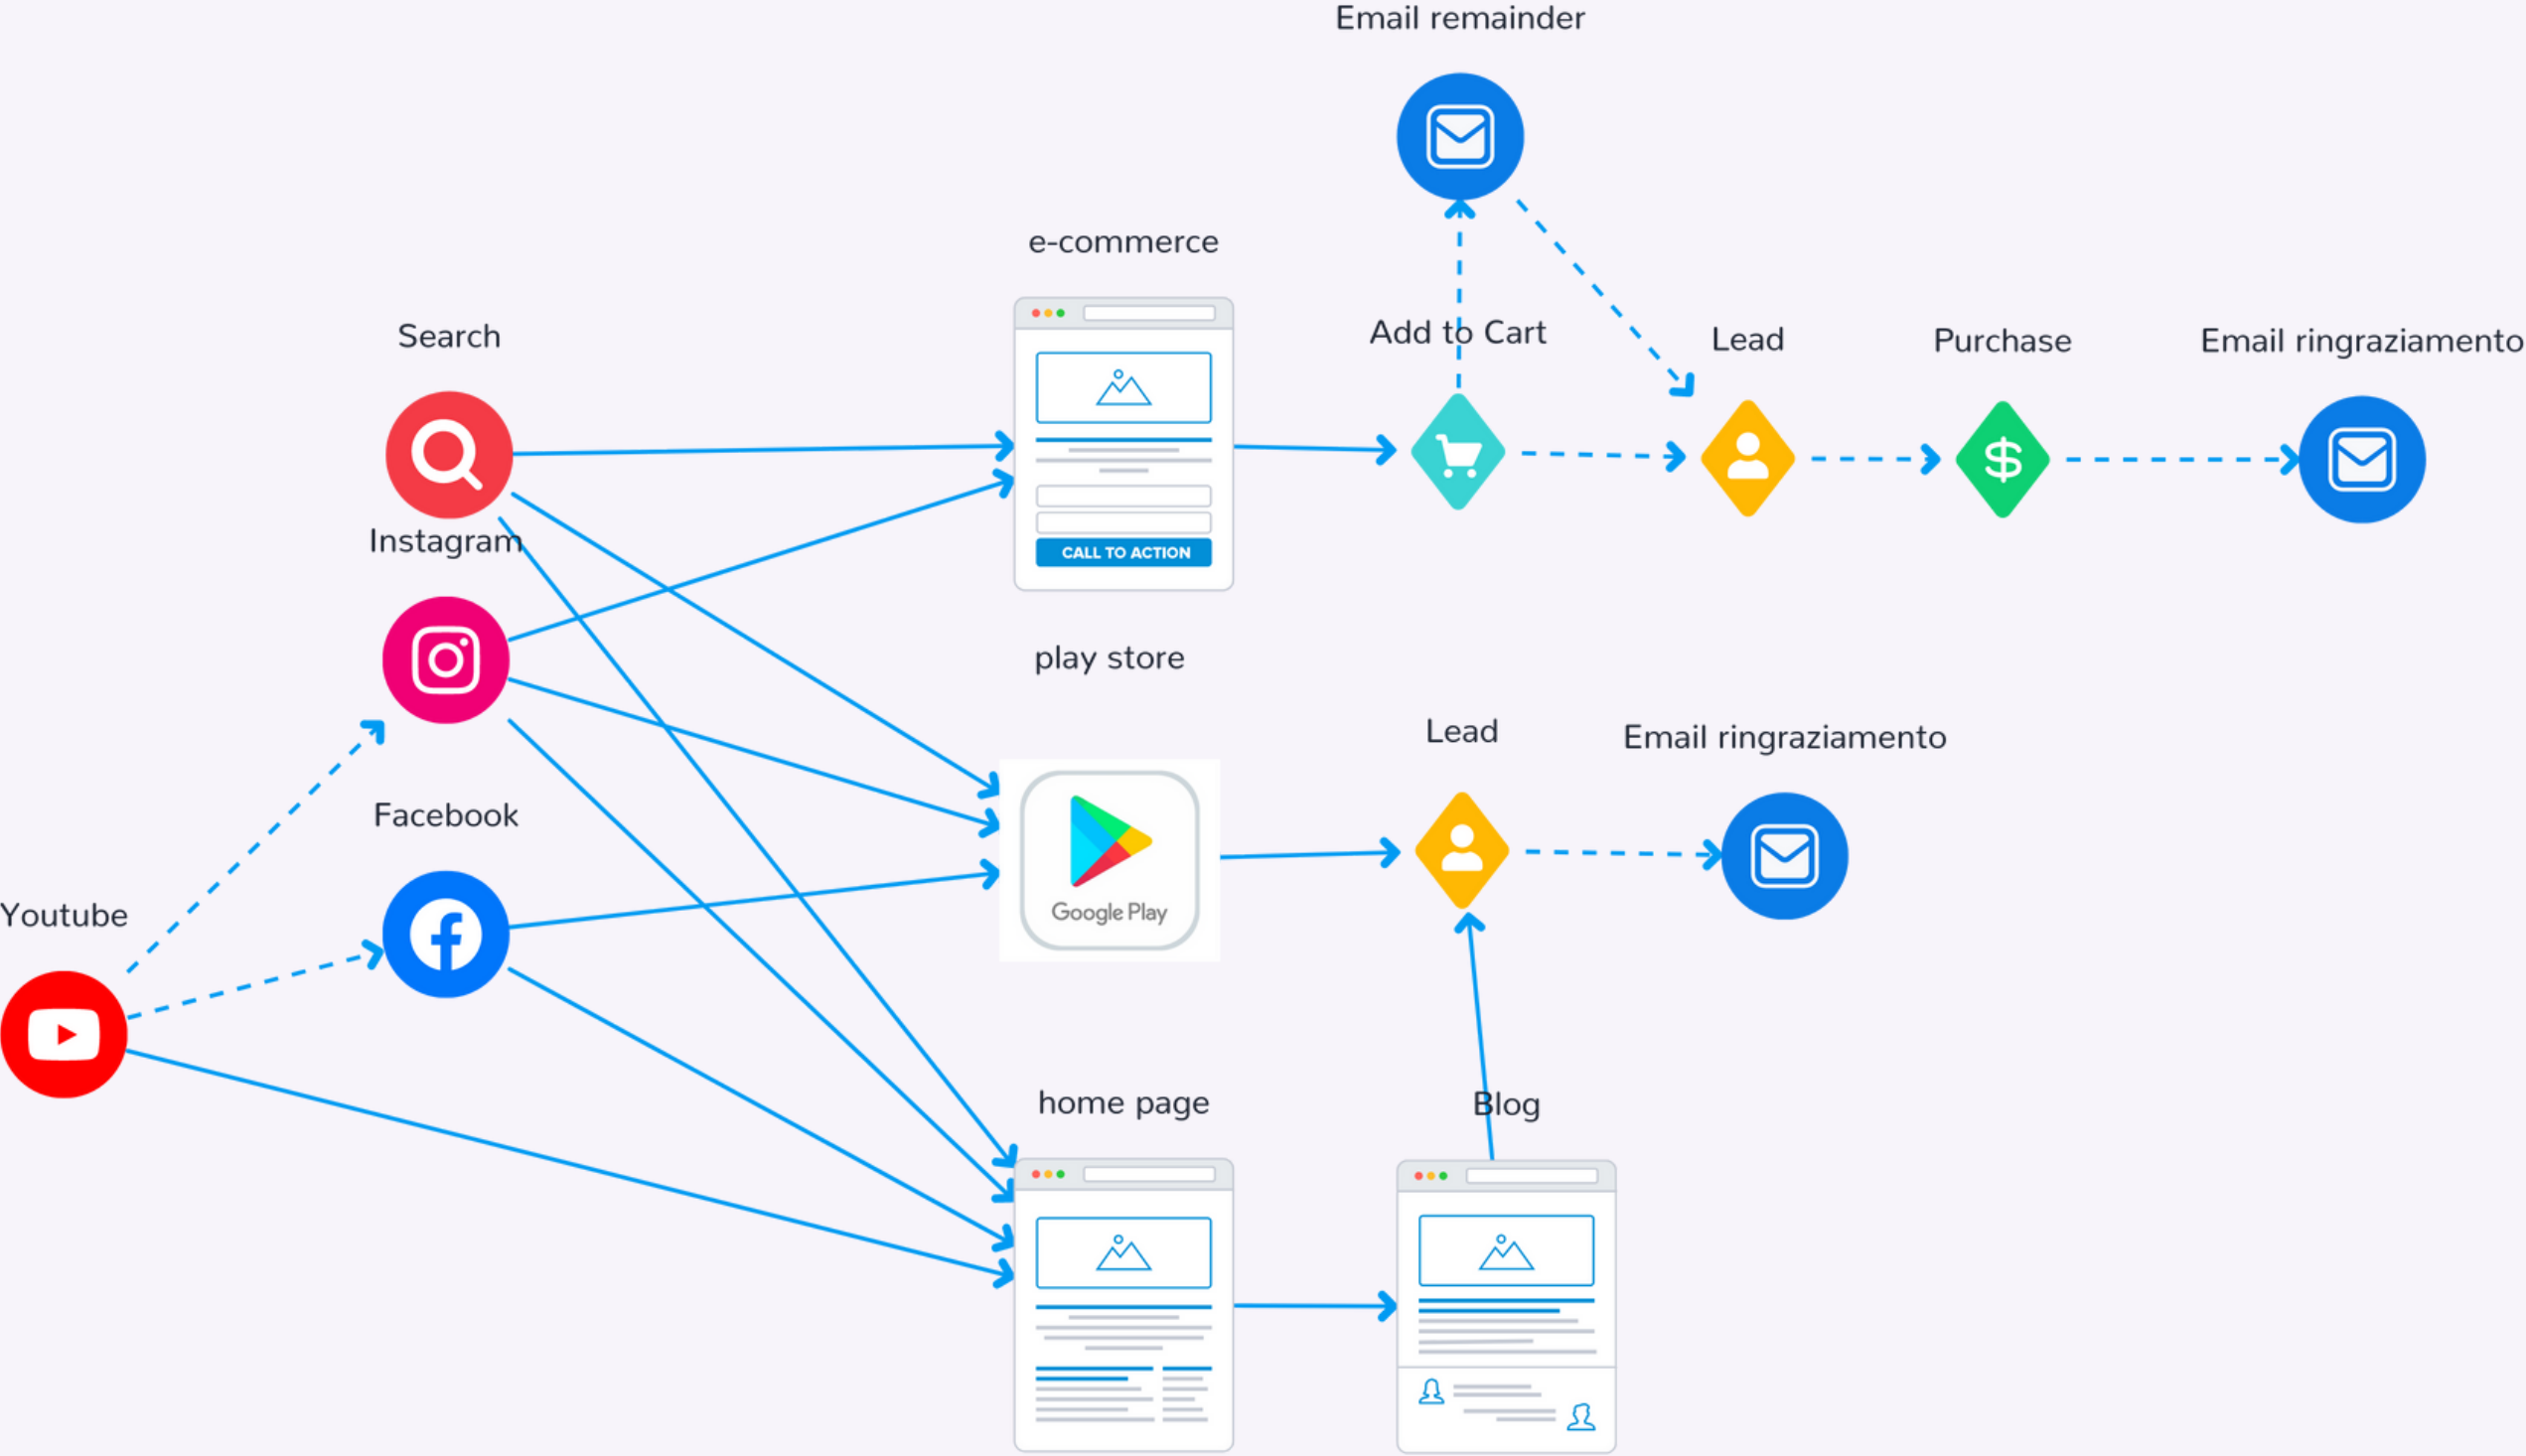 Email remainder
e-commerce
Search
Add to Cart
Lead
Purchase
Email ringraziamento
Instagram
CALL TO ACTION
play store
Lead
Email ringraziamento
Facebook
Youtube
Google Play
home page
Blog